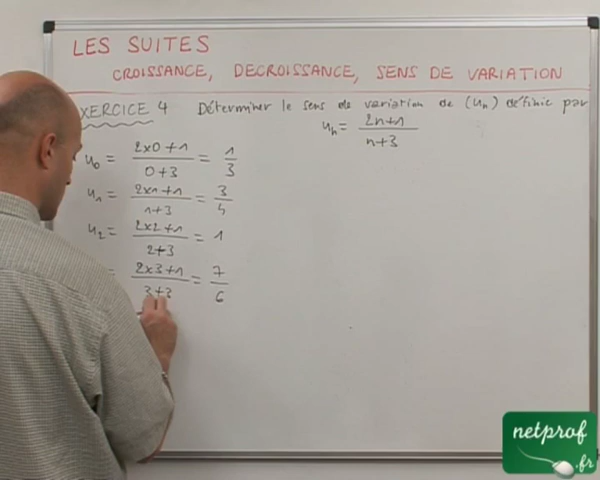 LES SUITES
CROISSANCE, DECROISSANCE, SENS DE VARIATION
XERCICE 4 Déterminer le sens de variation de (un) définie par
un = 2n+1 / n+3
u0 = 2x0+1 / 0+3 = 1/3
u1 = 2x1+1 / 1+3 = 3/4
u2 = 2x2+1 / 2+3 = 1
= 2x3+1 / 3+3 = 7/6
netprof
.fr